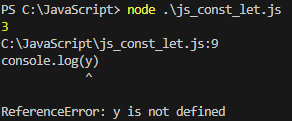 PS C:\JavaScript> node .\js_const_let.js
3
C:\JavaScript\js_const_let.js:9
console.log(y)
            ^
ReferenceError: y is not defined